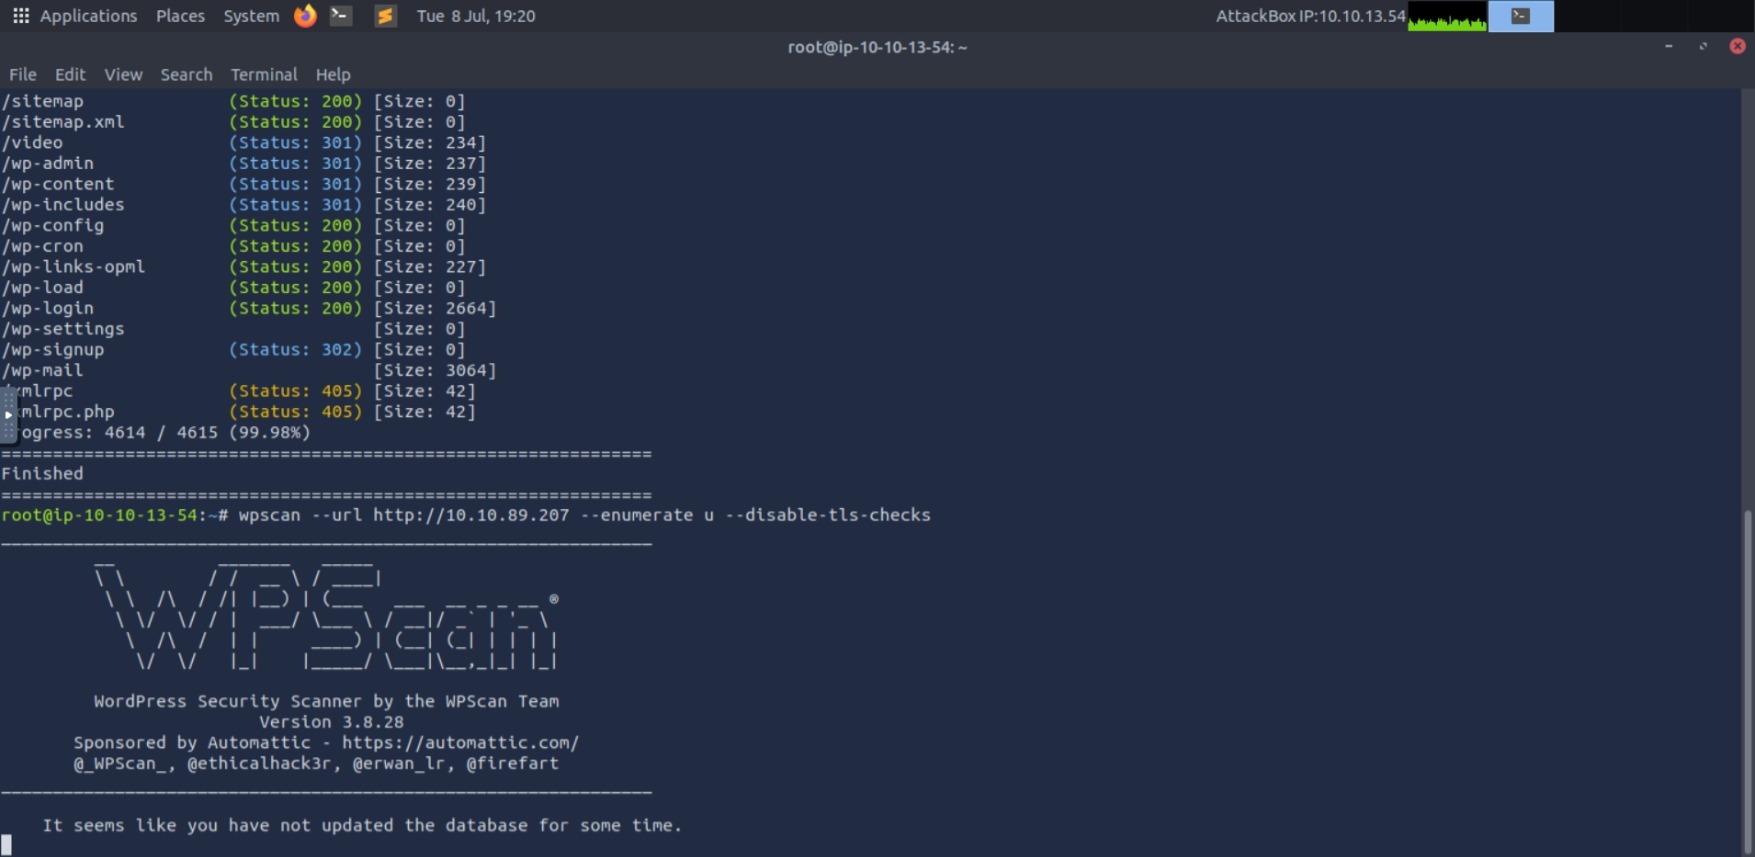 Applications Places System Tue 8 Jul, 19:20 AttackBox IP:10.10.13.54
root@ip-10-10-13-54: ~
File Edit View Search Terminal Help
/sitemap (Status: 200) [Size: 0]
/sitemap.xml (Status: 200) [Size: 0]
/video (Status: 301) [Size: 234]
/wp-admin (Status: 301) [Size: 237]
/wp-content (Status: 301) [Size: 239]
/wp-includes (Status: 301) [Size: 240]
/wp-config (Status: 200) [Size: 0]
/wp-cron (Status: 200) [Size: 0]
/wp-links-opml (Status: 200) [Size: 227]
/wp-load (Status: 200) [Size: 0]
/wp-login (Status: 200) [Size: 2664]
/wp-settings [Size: 0]
/wp-signup (Status: 302) [Size: 0]
/wp-mail [Size: 3064]
/xmlrpc (Status: 405) [Size: 42]
xmlrpc.php (Status: 405) [Size: 42]
ogress: 4614 / 4615 (99.98%)
===============================================================
Finished
===============================================================
root@ip-10-10-13-54:~# wpscan --url http://10.10.89.207 --enumerate u --disable-tls-checks
WPScan ®
WordPress Security Scanner by the WPScan Team
Version 3.8.28
Sponsored by Automattic - https://automattic.com/
@_WPScan_, @ethicalhack3r, @erwan_lr, @firefart
It seems like you have not updated the database for some time.